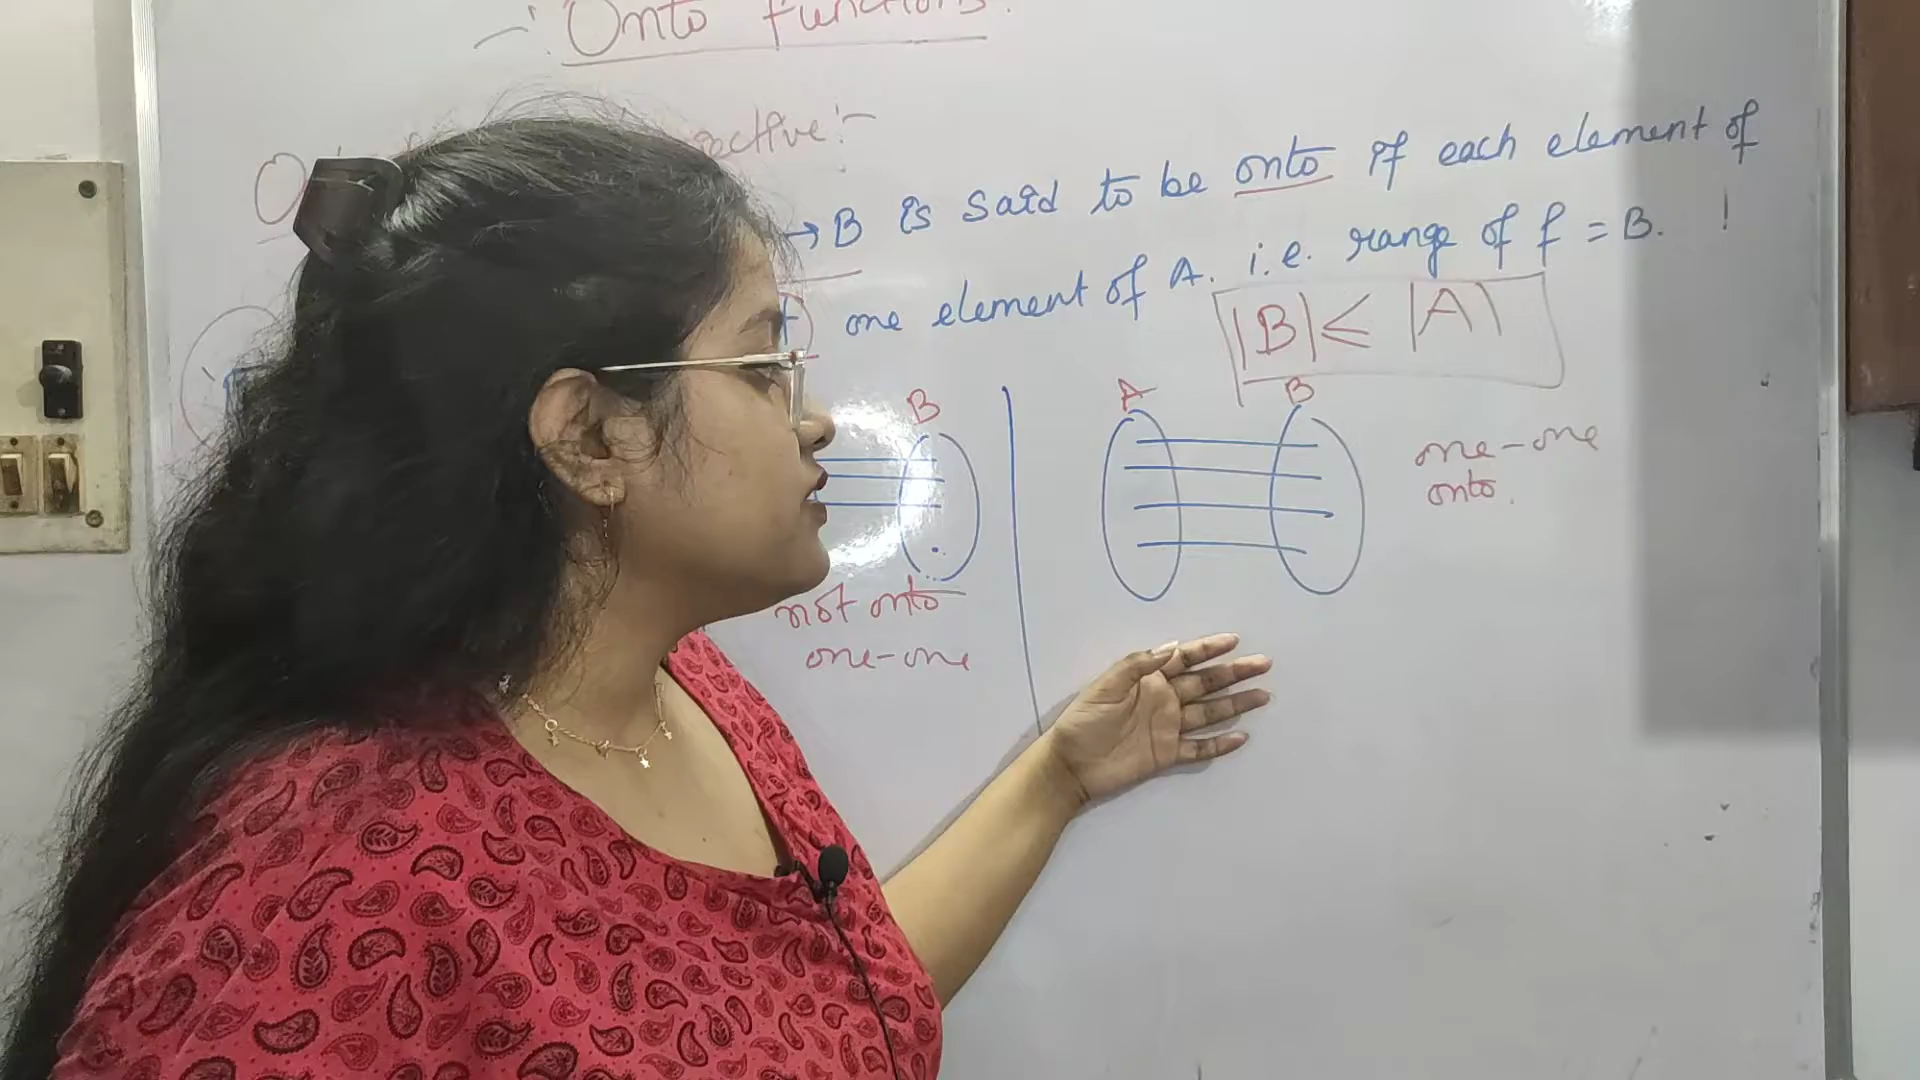 Onto Functions:
→ B is said to be onto if each element of
one element of A. i.e. range of f = B. !
|B| ≤ |A|
B
A B
one-one
onto.
not onto
one-one